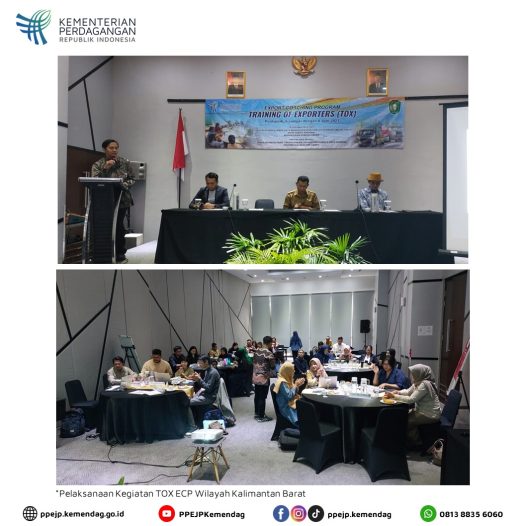 KEMENTERIAN
PERDAGANGAN
REPUBLIK INDONESIA
EXPORT COACHING PROGRAM
TRAINING OF EXPORTERS (TOX)
*Pelaksanaan Kegiatan TOX ECP Wilayah Kalimantan Barat
ppejp.kemendag.go.id
PPEJPKemendag
ppejp.kemendag
0813 8835 6060